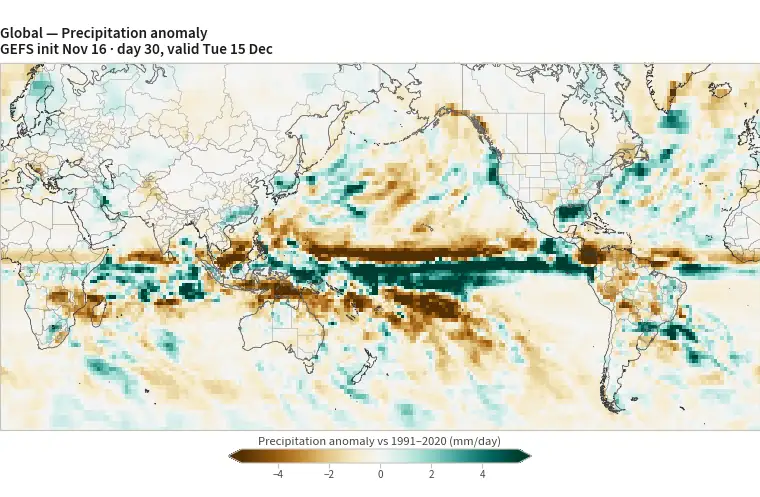 Global — Precipitation anomaly
GEFS init Nov 16 · day 30, valid Tue 15 Dec
Precipitation anomaly vs 1991–2020 (mm/day)
−4 −2 0 2 4